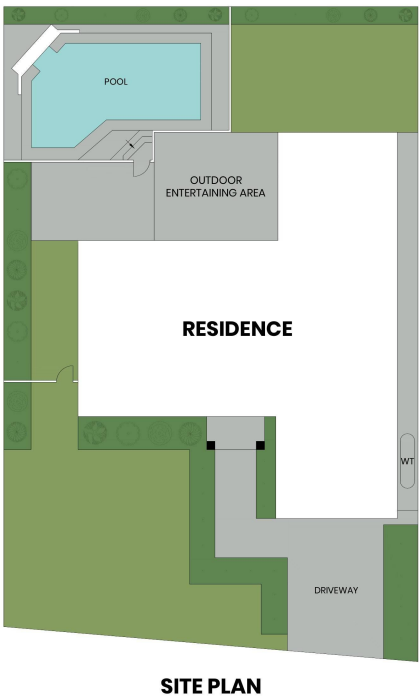 POOL
OUTDOOR
ENTERTAINING AREA
RESIDENCE
WT
DRIVEWAY
SITE PLAN